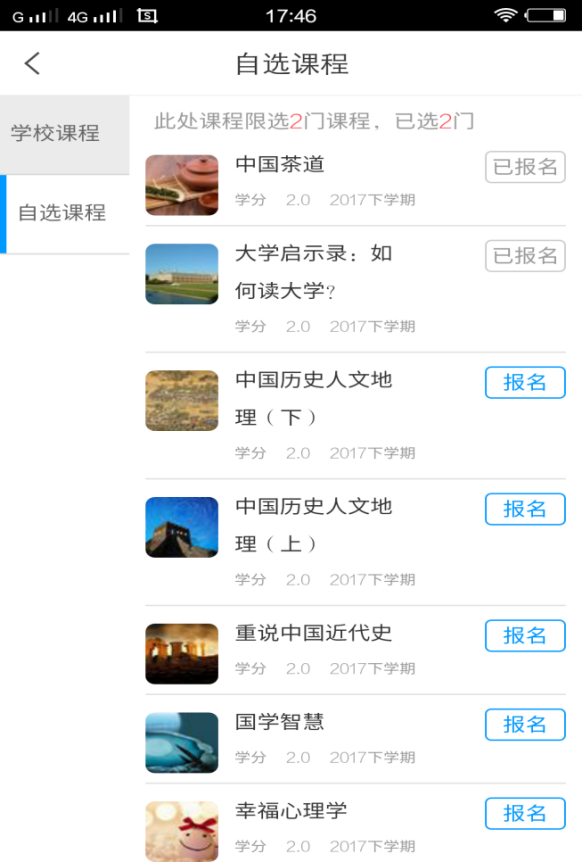 G 4G 17:46
自选课程
学校课程
自选课程
此处课程限选2门课程，已选2门
中国茶道
已报名
学分 2.0 2017下学期
大学启示录：如
何读大学？
已报名
学分 2.0 2017下学期
中国历史人文地
理（下）
报名
学分 2.0 2017下学期
中国历史人文地
理（上）
报名
学分 2.0 2017下学期
重说中国近代史
报名
学分 2.0 2017下学期
国学智慧
报名
学分 2.0 2017下学期
幸福心理学
报名
学分 2.0 2017下学期